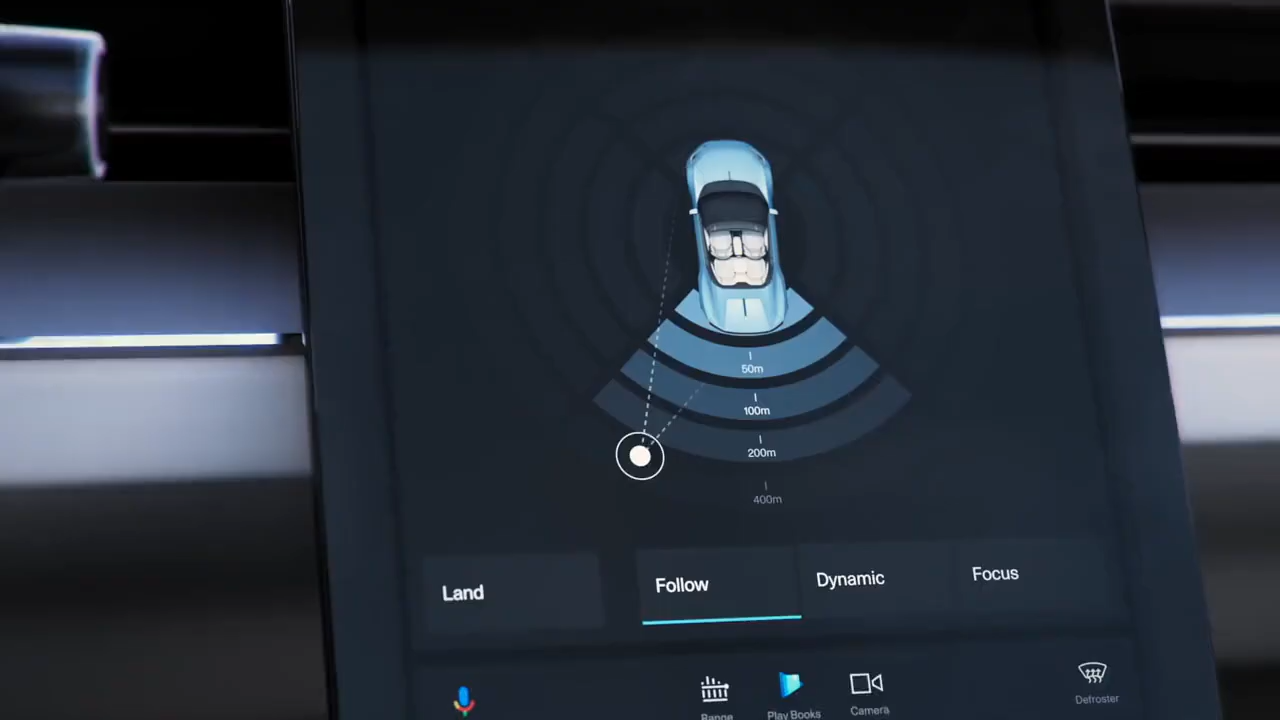 50m
100m
200m
400m
Land
Follow
Dynamic
Focus
Range
Play Books
Camera
Defroster